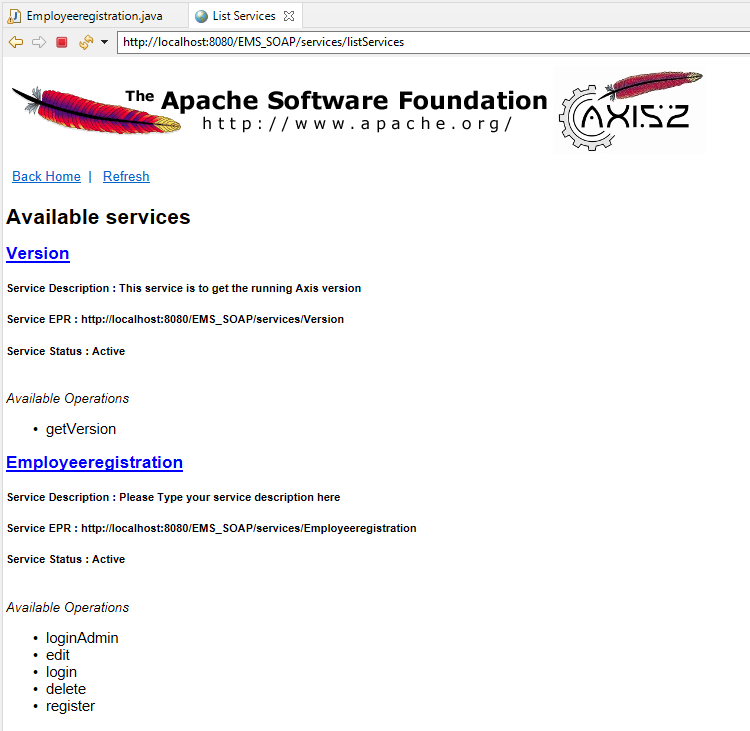 Employeeregistration.java
List Services
http://localhost:8080/EMS_SOAP/services/listServices
The Apache Software Foundation
http://www.apache.org/
AXIS2
Back Home | Refresh
Available services
Version
Service Description : This service is to get the running Axis version
Service EPR : http://localhost:8080/EMS_SOAP/services/Version
Service Status : Active
Available Operations
• getVersion
Employeeregistration
Service Description : Please Type your service description here
Service EPR : http://localhost:8080/EMS_SOAP/services/Employeeregistration
Service Status : Active
Available Operations
• loginAdmin
• edit
• login
• delete
• register